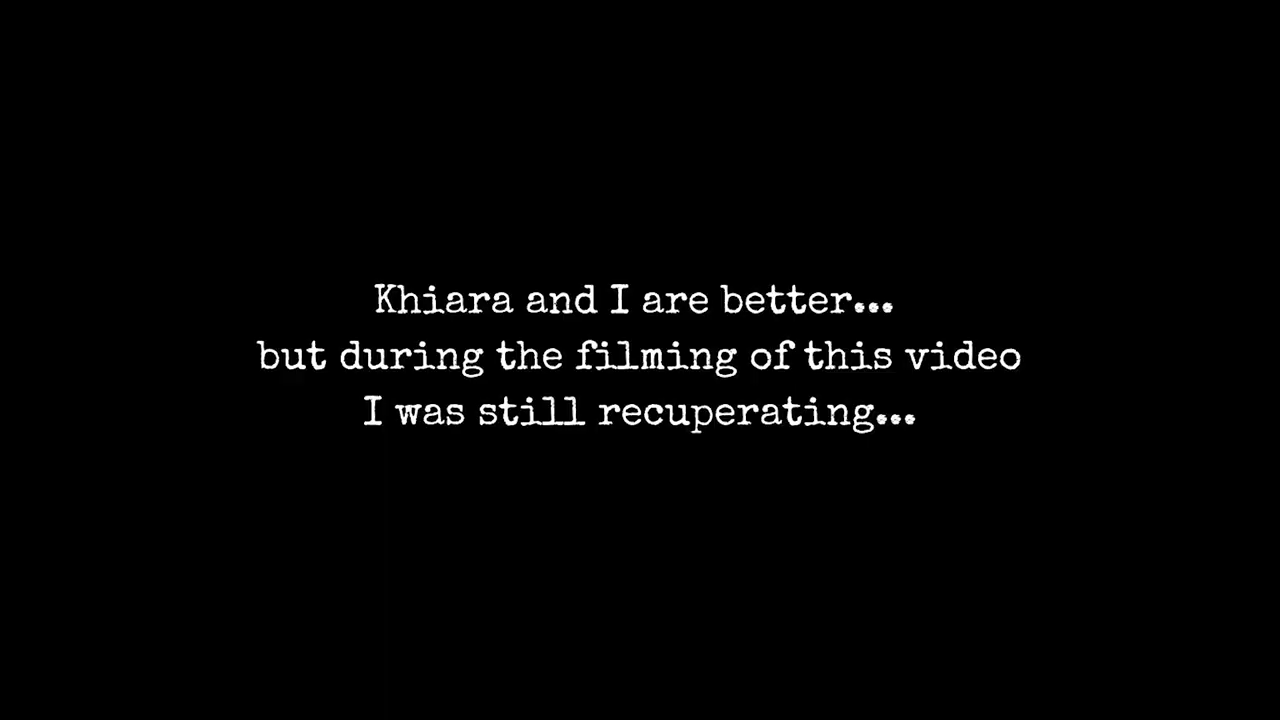 Khiara and I are better...
but during the filming of this video
I was still recuperating...